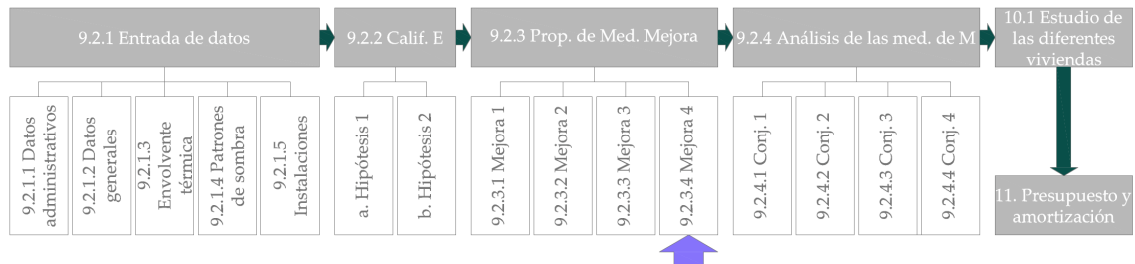 9.2.1 Entrada de datos
9.2.1.1 Datos
administrativos
9.2.1.2 Datos
generales
9.2.1.3
Envolvente
térmica
9.2.1.4 Patrones
de sombra
9.2.1.5
Instalaciones
9.2.2 Calif. E
a. Hipótesis 1
b. Hipótesis 2
9.2.3 Prop. de Med. Mejora
9.2.3.1 Mejora 1
9.2.3.2 Mejora 2
9.2.3.3 Mejora 3
9.2.3.4 Mejora 4
9.2.4 Análisis de las med. de M
9.2.4.1 Conj. 1
9.2.4.2 Conj. 2
9.2.4.3 Conj. 3
9.2.4.4 Conj. 4
10.1 Estudio de
las diferentes
viviendas
11. Presupuesto y
amortización